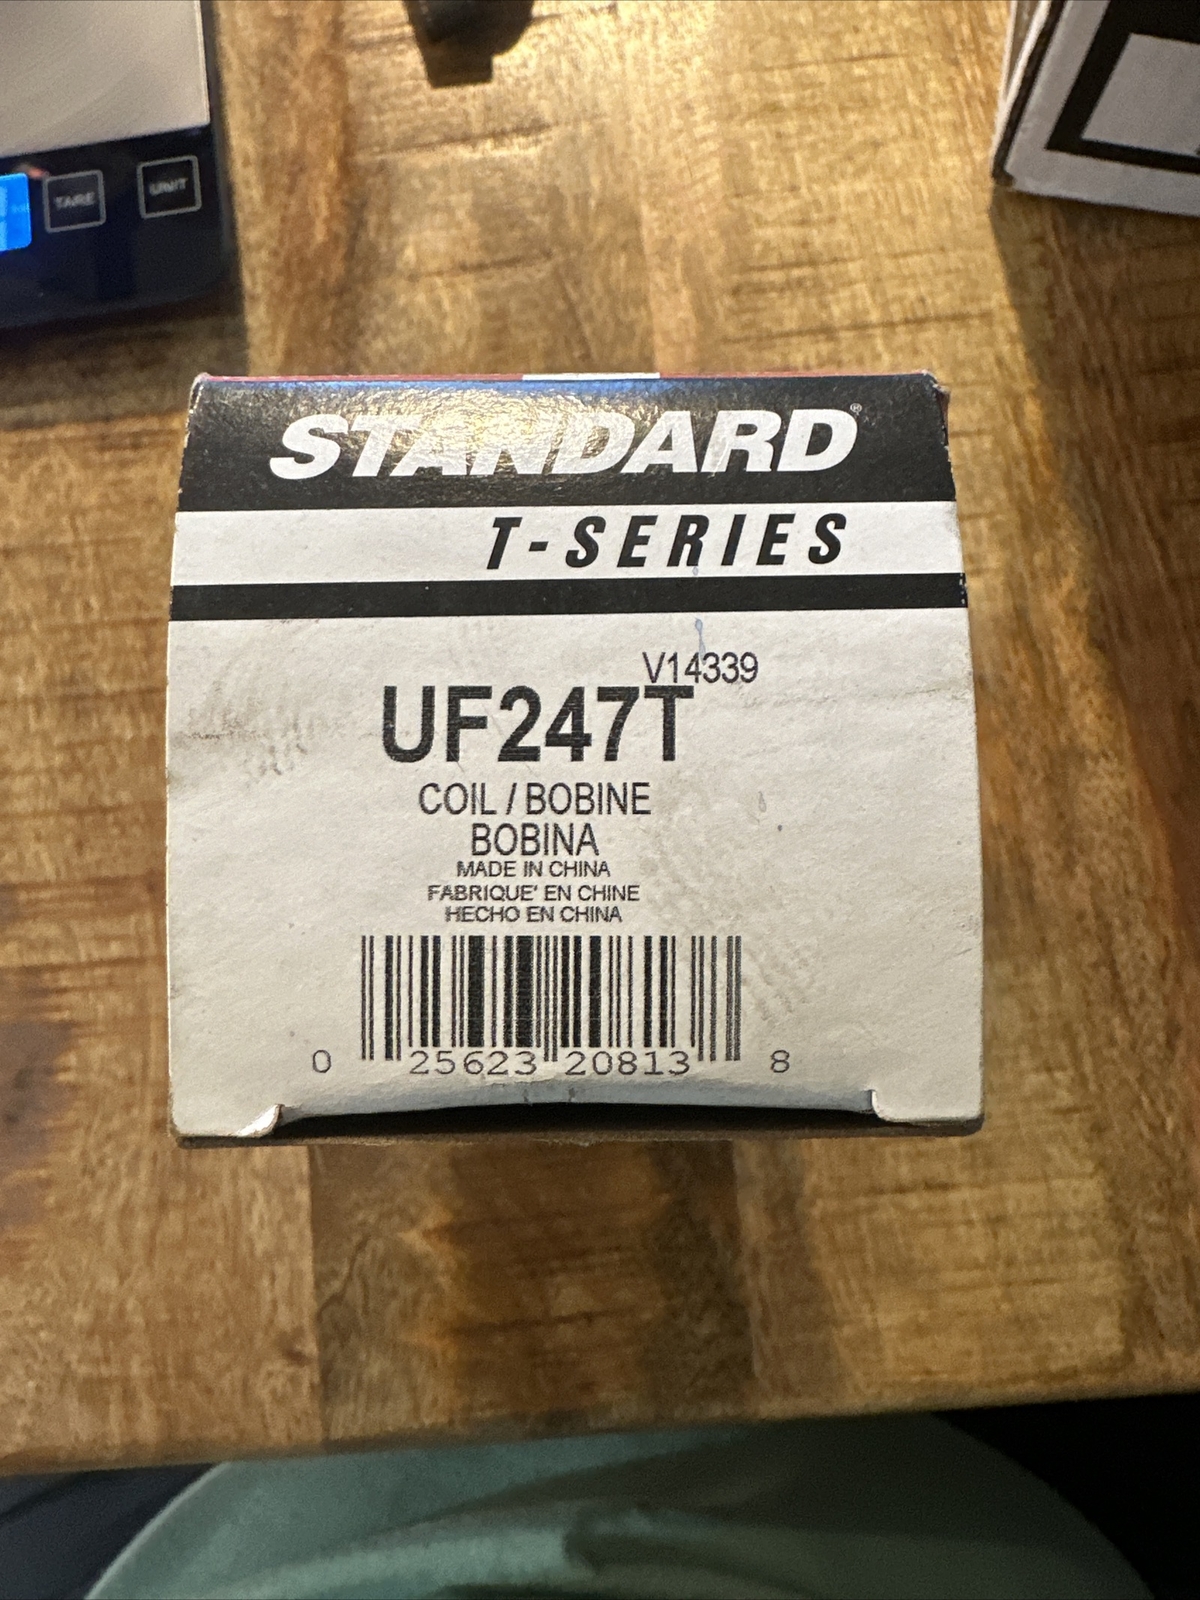 TARE
UNIT
STANDARD®
T-SERIES
V14339
UF247T
COIL / BOBINE
BOBINA
MADE IN CHINA
FABRIQUE' EN CHINE
HECHO EN CHINA
0 25623 20813 8